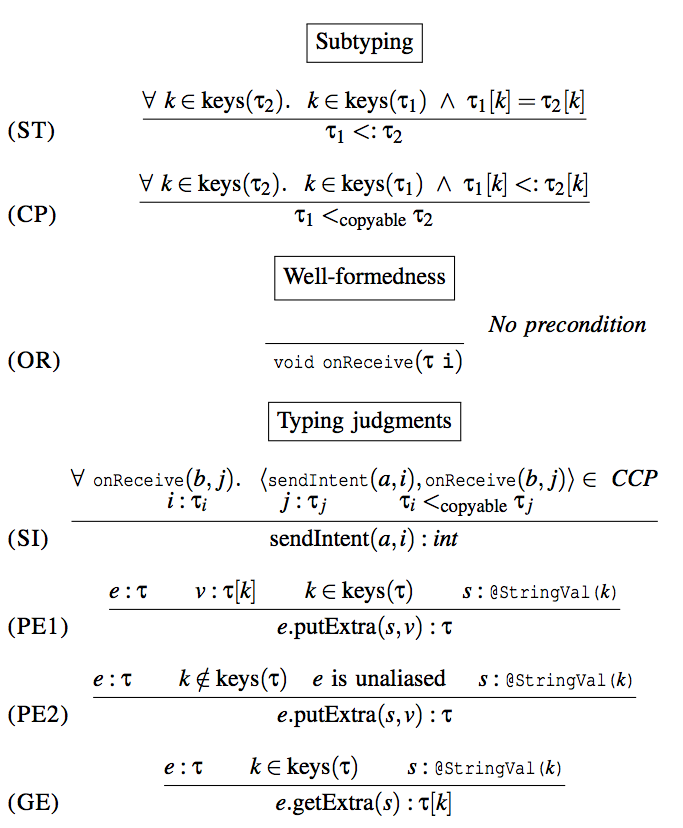 Subtyping
∀ k ∈ keys(τ₂). k ∈ keys(τ₁) ∧ τ₁[k] = τ₂[k]
(ST)
τ₁ <: τ₂
∀ k ∈ keys(τ₂). k ∈ keys(τ₁) ∧ τ₁[k] <: τ₂[k]
(CP)
τ₁ <copyable τ₂
Well-formedness
No precondition
(OR)
void onReceive(τ i)
Typing judgments
∀ onReceive(b, j). ⟨sendIntent(a,i),onReceive(b, j)⟩ ∈ CCP
i : τᵢ j : τⱼ τᵢ <copyable τⱼ
(SI)
sendIntent(a,i) : int
e : τ v : τ[k] k ∈ keys(τ) s : @StringVal(k)
(PE1)
e.putExtra(s,v) : τ
e : τ k ∉ keys(τ) e is unaliased s : @StringVal(k)
(PE2)
e.putExtra(s,v) : τ
e : τ k ∈ keys(τ) s : @StringVal(k)
(GE)
e.getExtra(s) : τ[k]